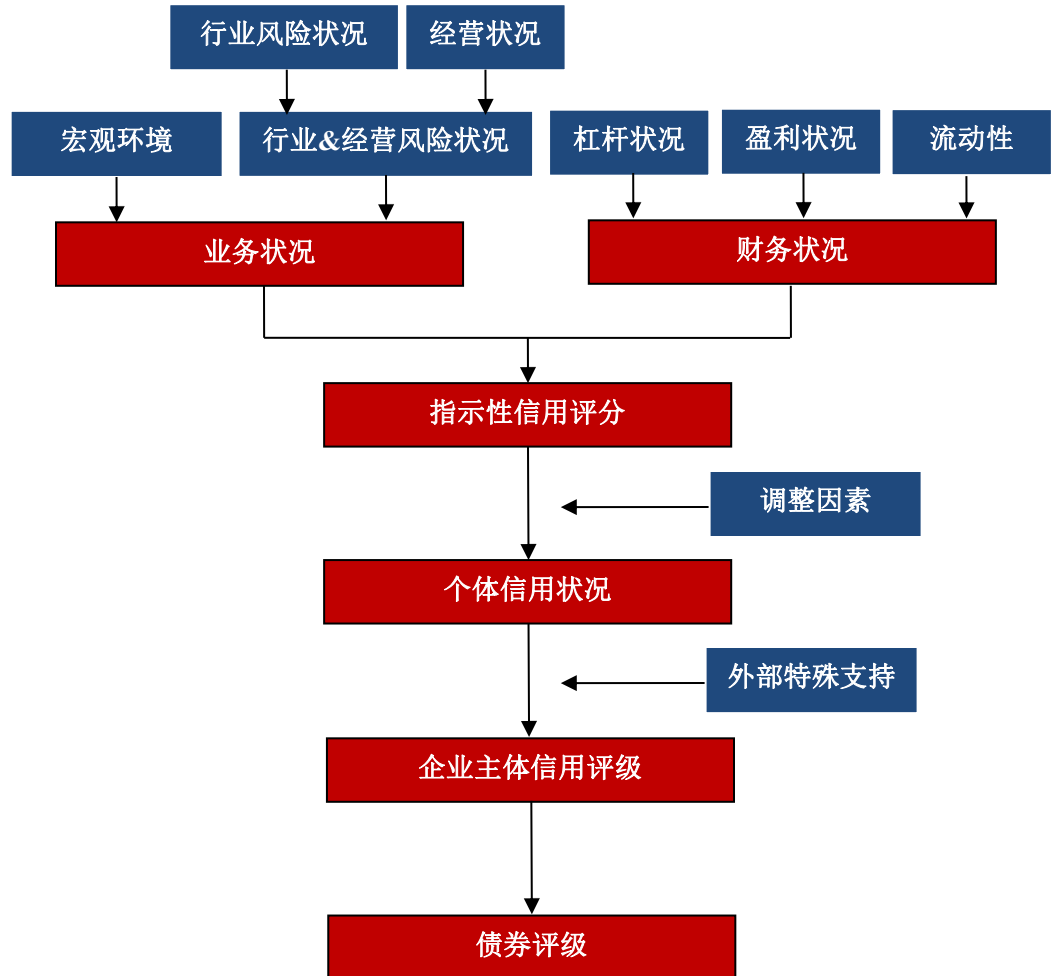 行业风险状况
经营状况
宏观环境
行业&经营风险状况
杠杆状况
盈利状况
流动性
业务状况
财务状况
指示性信用评分
调整因素
个体信用状况
外部特殊支持
企业主体信用评级
债券评级